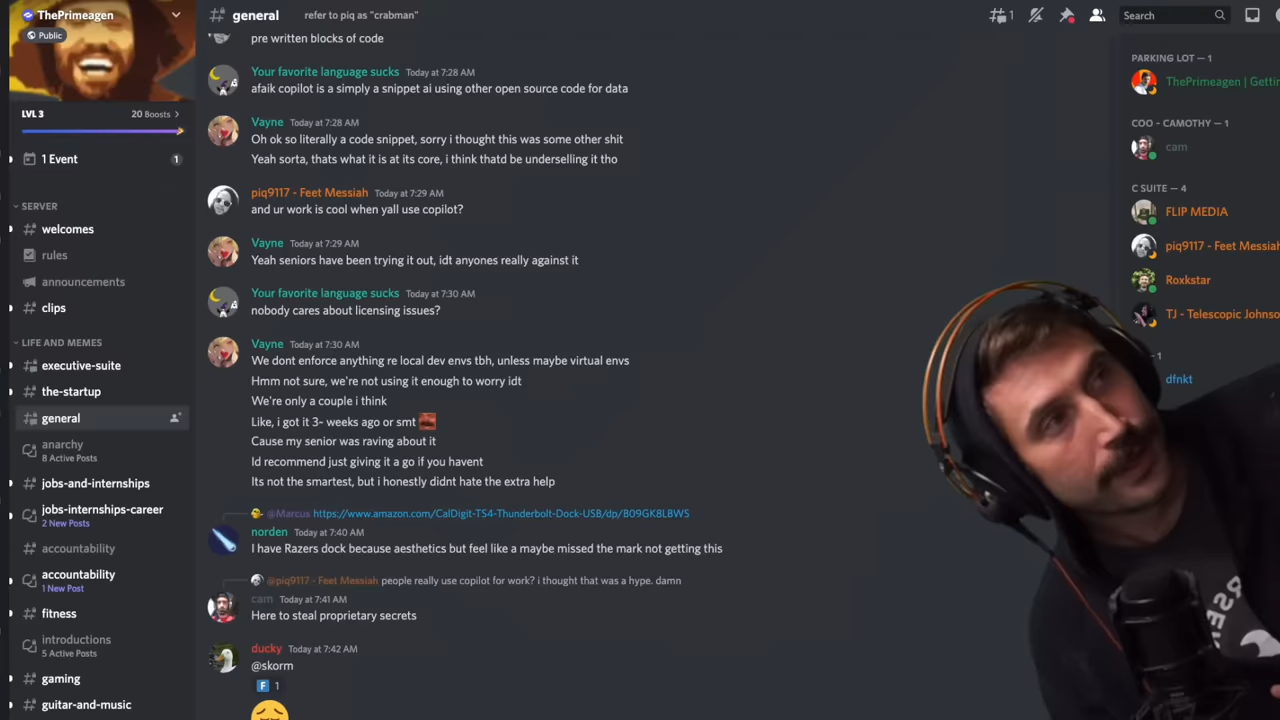 ThePrimeagen
Public
LVL 3
20 Boosts
1 Event
1
SERVER
welcomes
rules
announcements
clips
LIFE AND MEMES
executive-suite
the-startup
general
anarchy
8 Active Posts
jobs-and-internships
jobs-internships-career
2 New Posts
accountability
accountability
1 New Post
fitness
introductions
5 Active Posts
gaming
guitar-and-music
general
refer to piq as "crabman"
1
Search
pre written blocks of code
Your favorite language sucks Today at 7:28 AM
afaik copilot is a simply a snippet ai using other open source code for data
Vayne Today at 7:28 AM
Oh ok so literally a code snippet, sorry i thought this was some other shit
Yeah sorta, thats what it is at its core, i think thatd be underselling it tho
piq9117 - Feet Messiah Today at 7:29 AM
and ur work is cool when yall use copilot?
Vayne Today at 7:29 AM
Yeah seniors have been trying it out, idt anyones really against it
Your favorite language sucks Today at 7:30 AM
nobody cares about licensing issues?
Vayne Today at 7:30 AM
We dont enforce anything re local dev envs tbh, unless maybe virtual envs
Hmm not sure, we're not using it enough to worry idt
We're only a couple i think
Like, i got it 3- weeks ago or smt
Cause my senior was raving about it
Id recommend just giving it a go if you havent
Its not the smartest, but i honestly didnt hate the extra help
@Marcus https://www.amazon.com/CalDigit-TS4-Thunderbolt-Dock-USB/dp/B09GK8LBWS
norden Today at 7:40 AM
I have Razers dock because aesthetics but feel like a maybe missed the mark not getting this
@piq9117 - Feet Messiah people really use copilot for work? i thought that was a hype. damn
cam Today at 7:41 AM
Here to steal proprietary secrets
ducky Today at 7:42 AM
@skorm
F 1
PARKING LOT — 1
ThePrimeagen | Gettin
COO - CAMOTHY — 1
cam
C SUITE — 4
FLIP MEDIA
piq9117 - Feet Messiah
Roxkstar
TJ - Telescopic Johnso
- 1
dfnkt